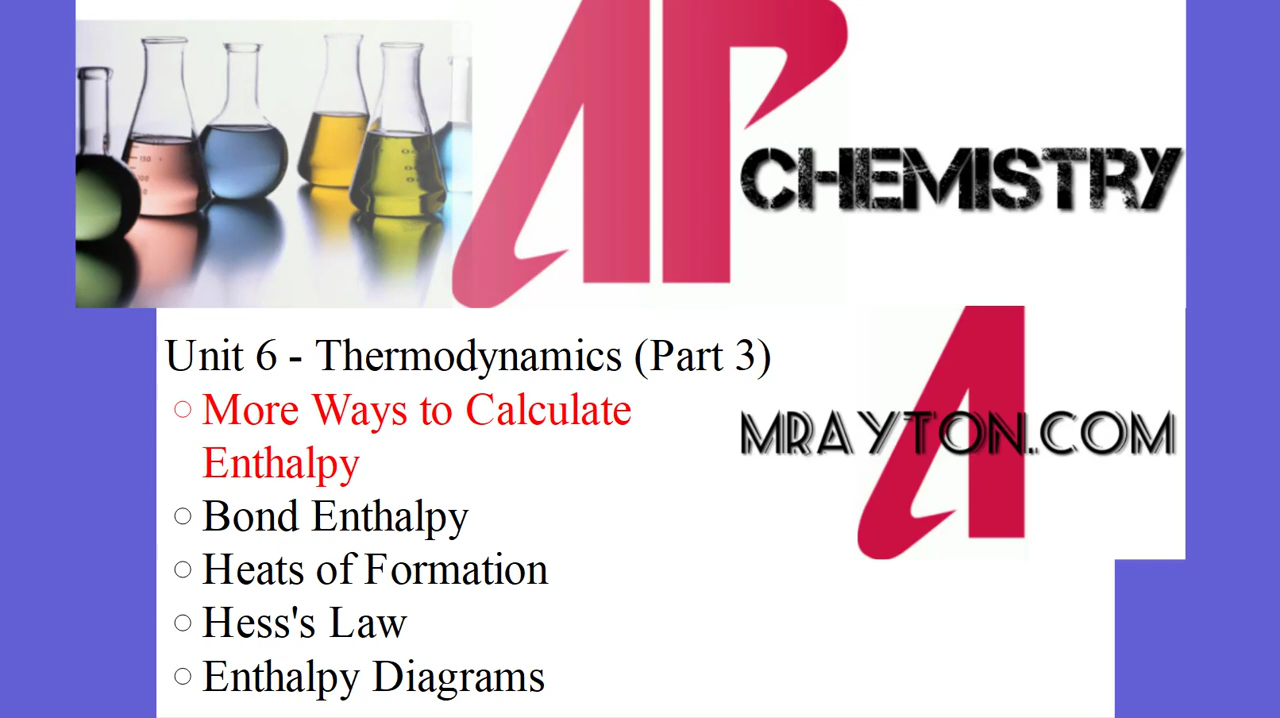 AP
CHEMISTRY
Unit 6 - Thermodynamics (Part 3)
More Ways to Calculate
Enthalpy
Bond Enthalpy
Heats of Formation
Hess's Law
Enthalpy Diagrams
A
MRAYTON.COM